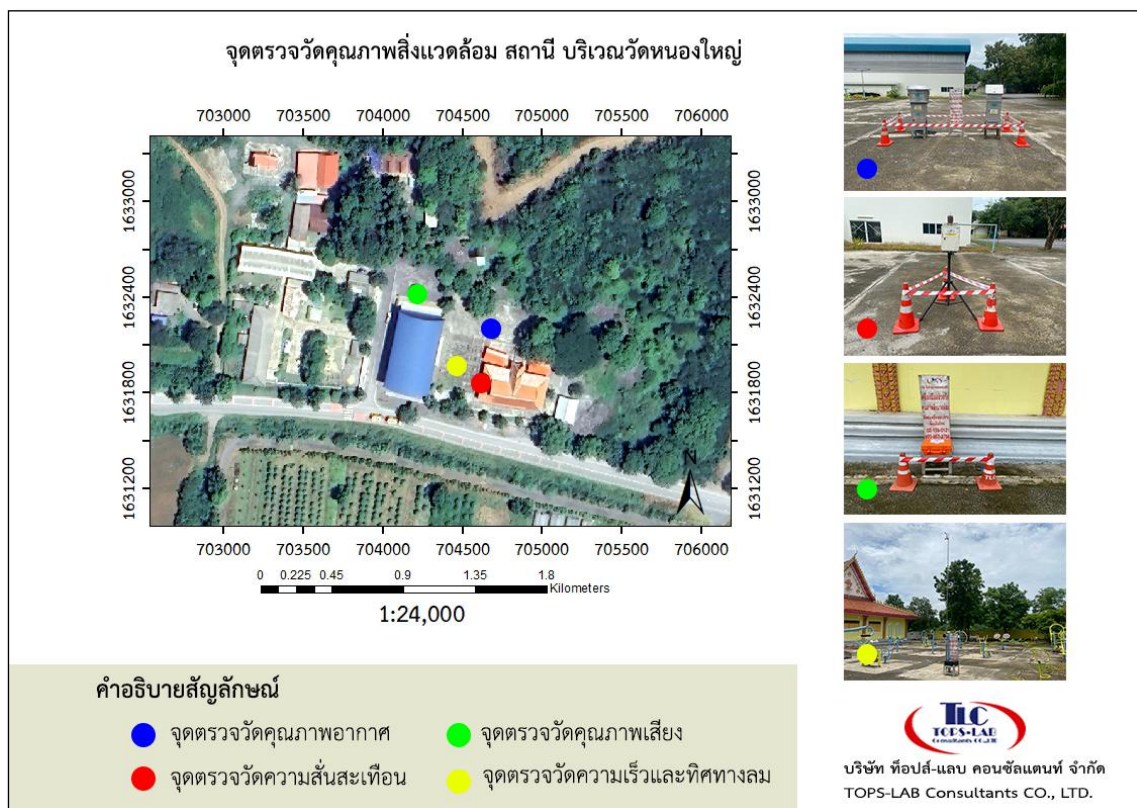 จุดตรวจวัดคุณภาพสิ่งแวดล้อม สถานี บริเวณวัดหนองใหญ่
703000 703500 704000 704500 705000 705500 706000
1633000 1633000
1632400 1632400
1631800 1631800
1631200 1631200
N
703000 703500 704000 704500 705000 705500 706000
0 0.225 0.45 0.9 1.35 1.8
Kilometers
1:24,000
คำอธิบายสัญลักษณ์
จุดตรวจวัดคุณภาพอากาศ
จุดตรวจวัดคุณภาพเสียง
จุดตรวจวัดความสั่นสะเทือน
จุดตรวจวัดความเร็วและทิศทางลม
TLC
TOPS-LAB
Consultants CO.,LTD.
บริษัท ท็อปส์-แลบ คอนซัลแตนท์ จำกัด
TOPS-LAB Consultants CO., LTD.